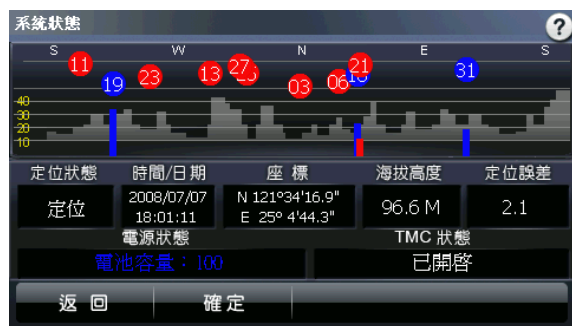 系統狀態 ?
S W N E S
11 19 23 13 27 03 06 21 31
40
30
20
10
定位狀態 時間/日期 座 標 海拔高度 定位誤差
定位 2008/07/07 18:01:11 N 121º34'16.9" E 25º 4'44.3" 96.6 M 2.1
電源狀態 TMC 狀態
電池容量：100 已開啓
返 回 確 定